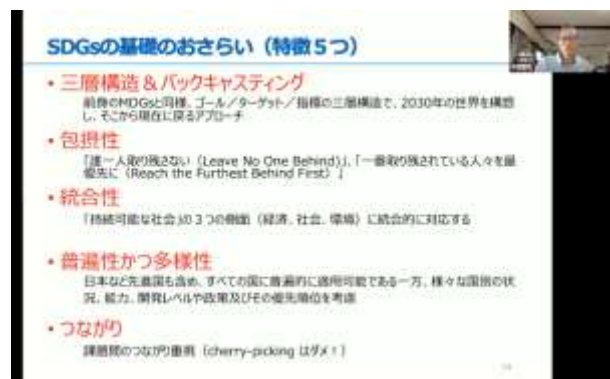 SDGsの基礎のおさらい（特徴５つ）
• 三層構造＆バックキャスティング
前身のMDGsと同様、ゴール／ターゲット／指標の三層構造で、2030年の世界を構想
し、そこから現在に戻るアプローチ
• 包摂性
「誰一人取り残さない（Leave No One Behind）」、「一番取り残されている人々を最
優先に（Reach the Furthest Behind First）」
• 統合性
「持続可能な社会」の３つの側面（経済、社会、環境）に統合的に対応する
• 普遍性かつ多様性
日本など先進国も含め、すべての国に普遍的に適用可能である一方、様々な国別の状
況、能力、開発レベルや政策及びその優先順位を考慮
• つながり
課題間のつながり重視（cherry-picking はダメ！）